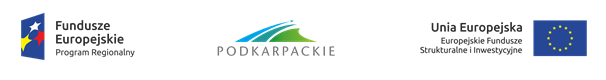 Fundusze
Europejskie
Program Regionalny
PODKARPACKIE
Unia Europejska
Europejskie Fundusze
Strukturalne i Inwestycyjne